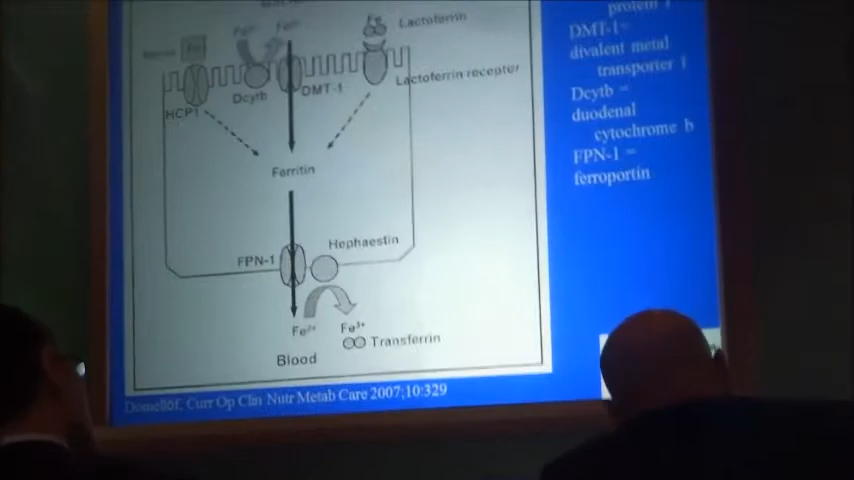 Lactoferrin
Fe
Lactoferrin receptor
HCP1
Dcytb
DMT-1
Ferritin
FPN-1
Hephaestin
Fe²⁺
Fe³⁺
Transferrin
Blood
Domellöf, Curr Op Clin Nutr Metab Care 2007;10:329
protein 1
DMT-1=
divalent metal
transporter 1
Dcytb =
duodenal
cytochrome b
FPN-1 =
ferroportin